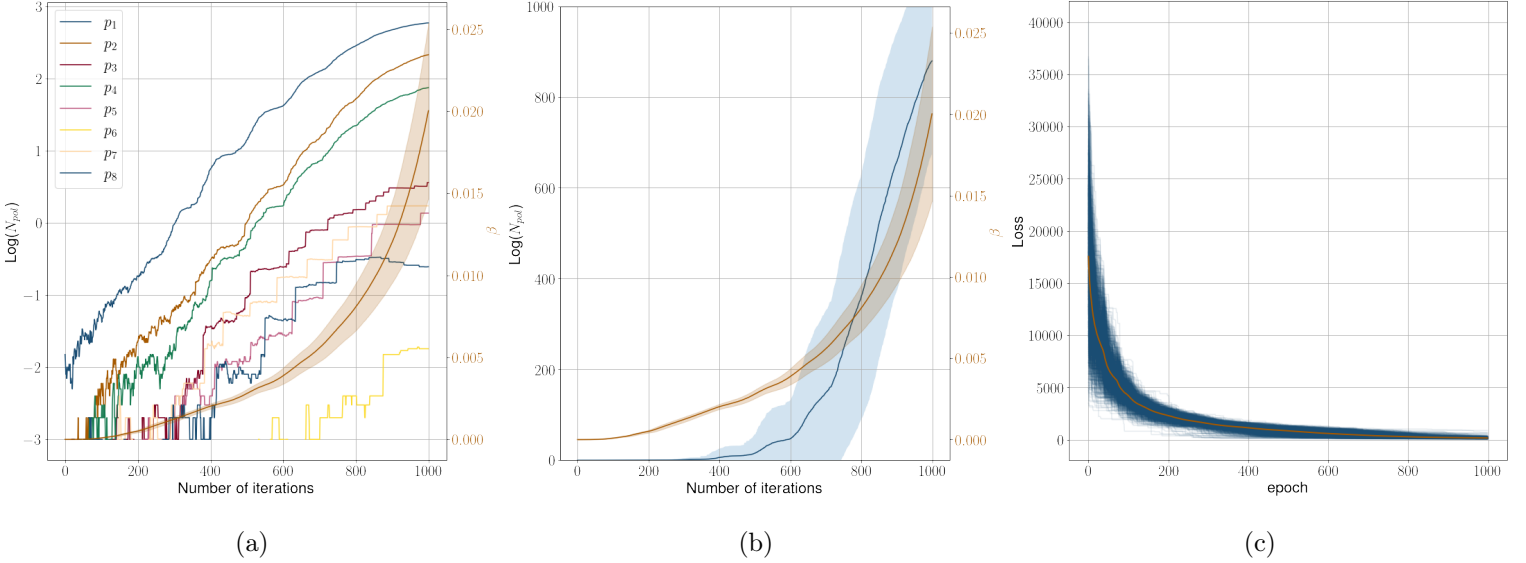 3
2
1
0
−1
−2
−3
Log(N_pol)
p1
p2
p3
p4
p5
p6
p7
p8
0.025
0.020
0.015
0.010
0.005
0.000
β
0 200 400 600 800 1000
Number of iterations
(a)
1000
800
600
400
200
0
Log(N_pol)
0.025
0.020
0.015
0.010
0.005
0.000
β
0 200 400 600 800 1000
Number of iterations
(b)
40000
35000
30000
25000
20000
15000
10000
5000
0
Loss
0 200 400 600 800 1000
epoch
(c)